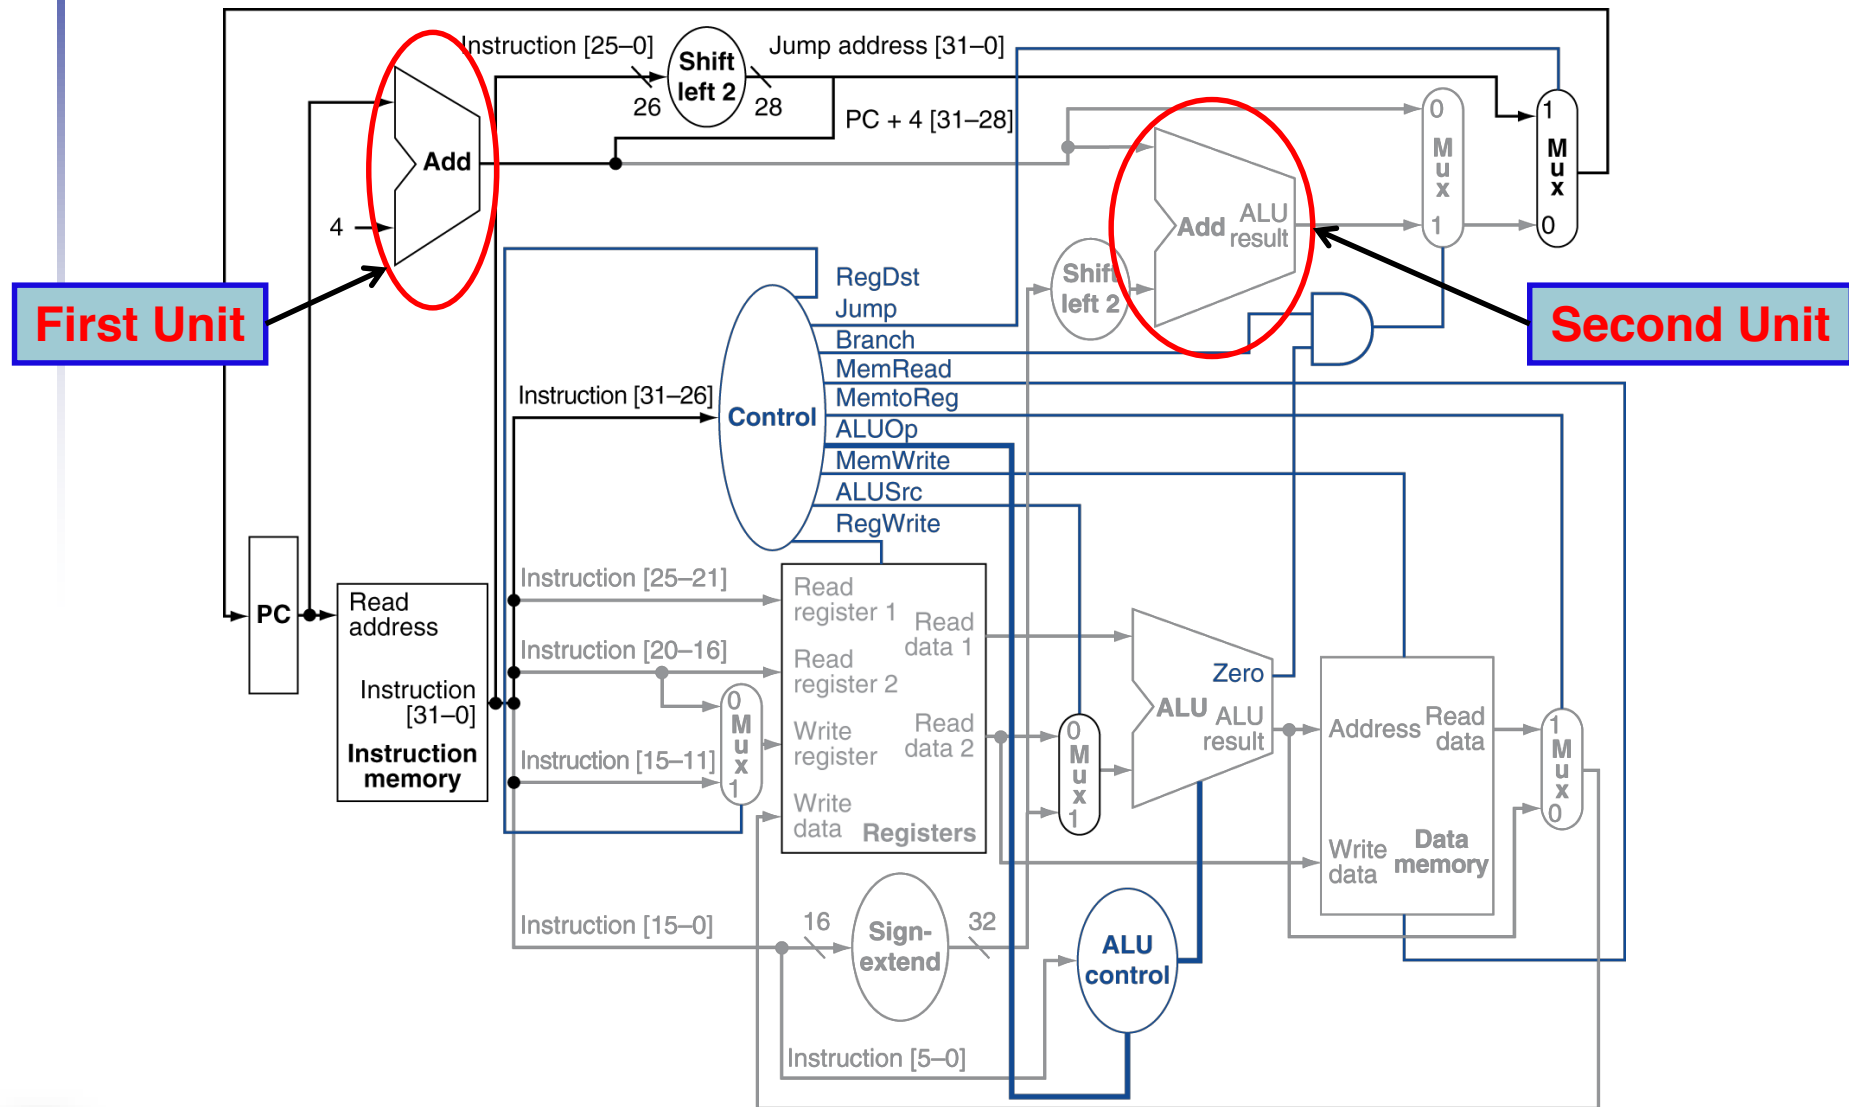 Instruction [25–0]
Shift
left 2
Jump address [31–0]
26
28
PC + 4 [31–28]
Add
4
0
M
u
x
1
1
M
u
x
0
Add
ALU
result
Shift
left 2
First Unit
Second Unit
RegDst
Jump
Branch
MemRead
MemtoReg
ALUOp
MemWrite
ALUSrc
RegWrite
Instruction [31–26]
Control
PC
Read
address
Instruction
[31–0]
Instruction
memory
Instruction [25–21]
Instruction [20–16]
Instruction [15–11]
0
M
u
x
1
Read
register 1
Read
register 2
Write
register
Write
data
Read
data 1
Read
data 2
Registers
0
M
u
x
1
Zero
ALU
ALU
result
Address
Read
data
Write
data
Data
memory
1
M
u
x
0
Instruction [15–0]
16
Sign-
extend
32
ALU
control
Instruction [5–0]